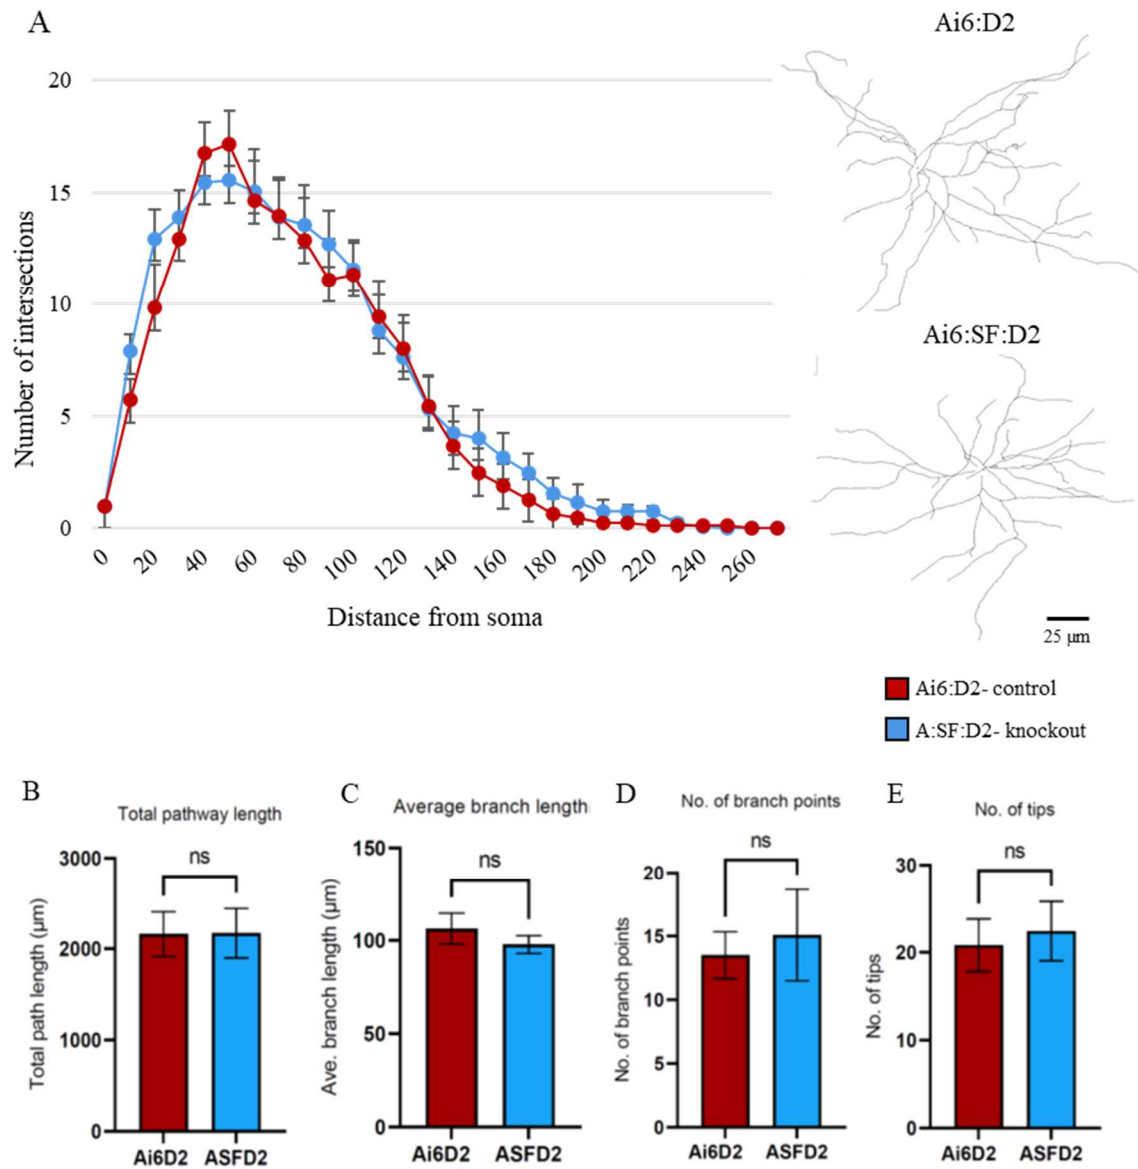 A
Ai6:D2
20
15
10
5
0
Number of intersections
0 20 40 60 80 100 120 140 160 180 200 220 240 260
Distance from soma
Ai6:SF:D2
25 µm
Ai6:D2- control
A:SF:D2- knockout
B
Total pathway length
Total path length (µm)
3000
2000
1000
0
ns
Ai6D2 ASFD2
C
Average branch length
Ave. branch length (µm)
150
100
50
0
ns
Ai6D2 ASFD2
D
No. of branch points
No. of branch points
20
15
10
5
0
ns
Ai6D2 ASFD2
E
No. of tips
No. of tips
30
20
10
0
ns
Ai6D2 ASFD2